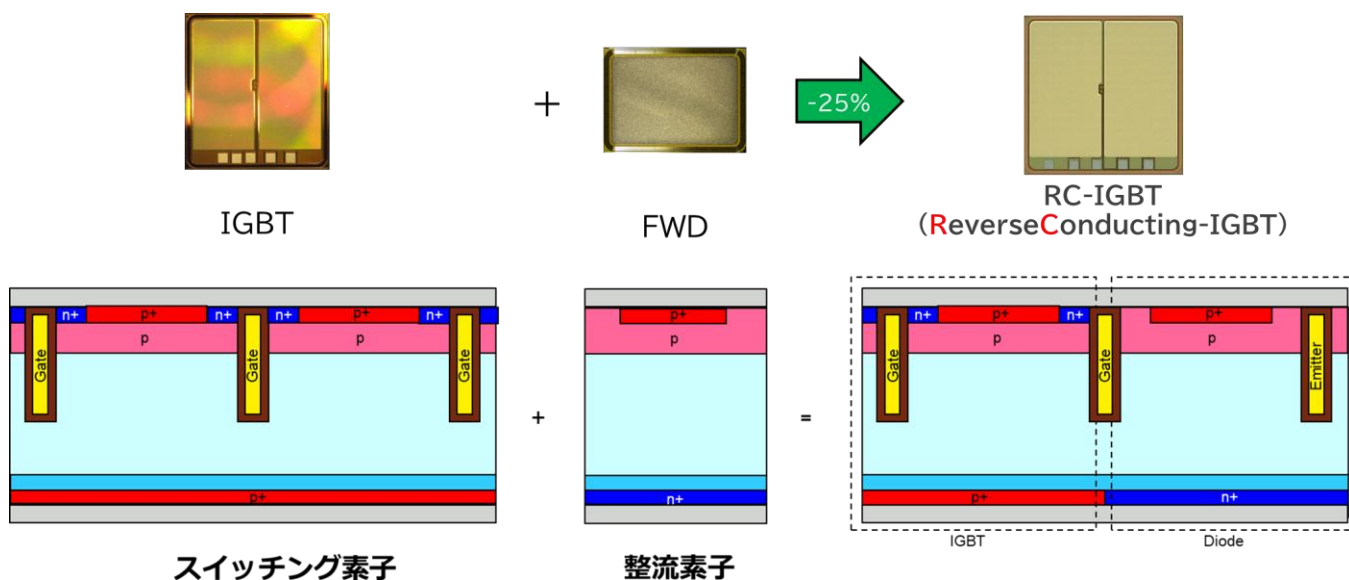 +
-25%
IGBT
FWD
RC-IGBT
(ReverseConducting-IGBT)
n+ p+ n+ n+ p+ n+
p p
Gate Gate Gate
p+
+
p+
p
n+
=
n+ p+ n+ p+
p p
Gate Gate Emitter
p+ n+
IGBT Diode
スイッチング素子
整流素子